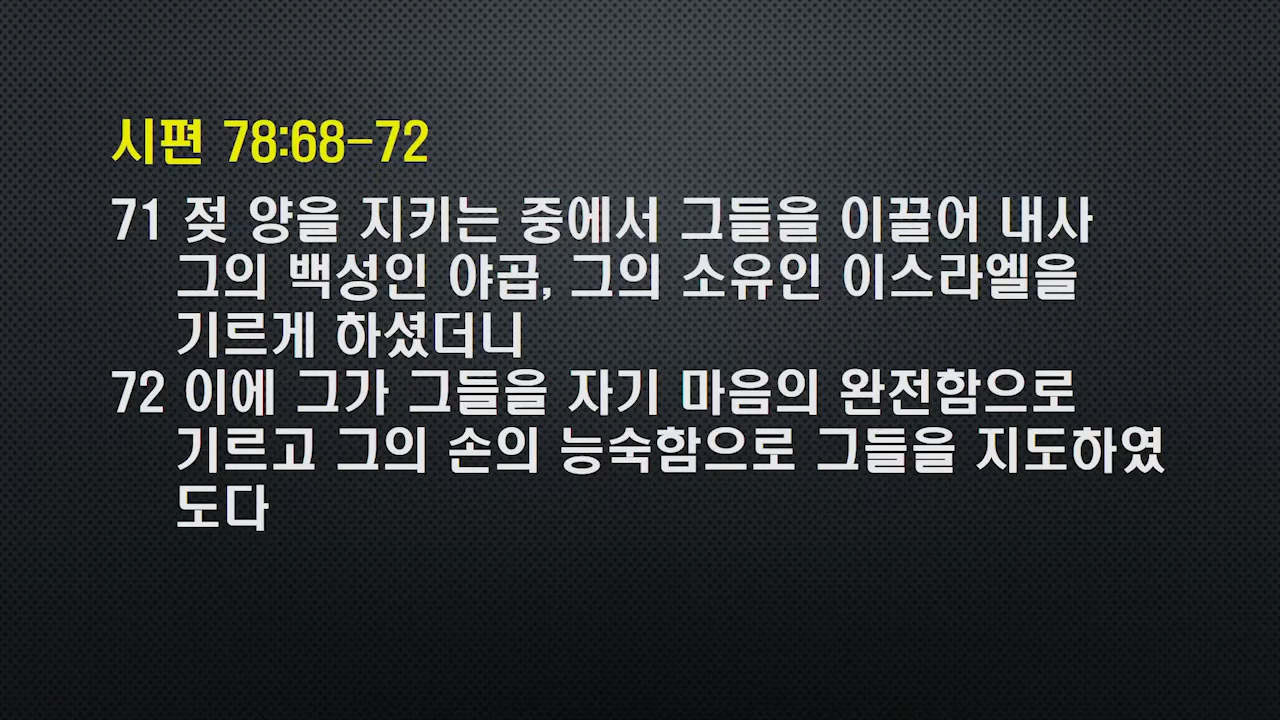 시편 78:68-72
71 젖 양을 지키는 중에서 그들을 이끌어 내사
그의 백성인 야곱, 그의 소유인 이스라엘을
기르게 하셨더니
72 이에 그가 그들을 자기 마음의 완전함으로
기르고 그의 손의 능숙함으로 그들을 지도하였
도다